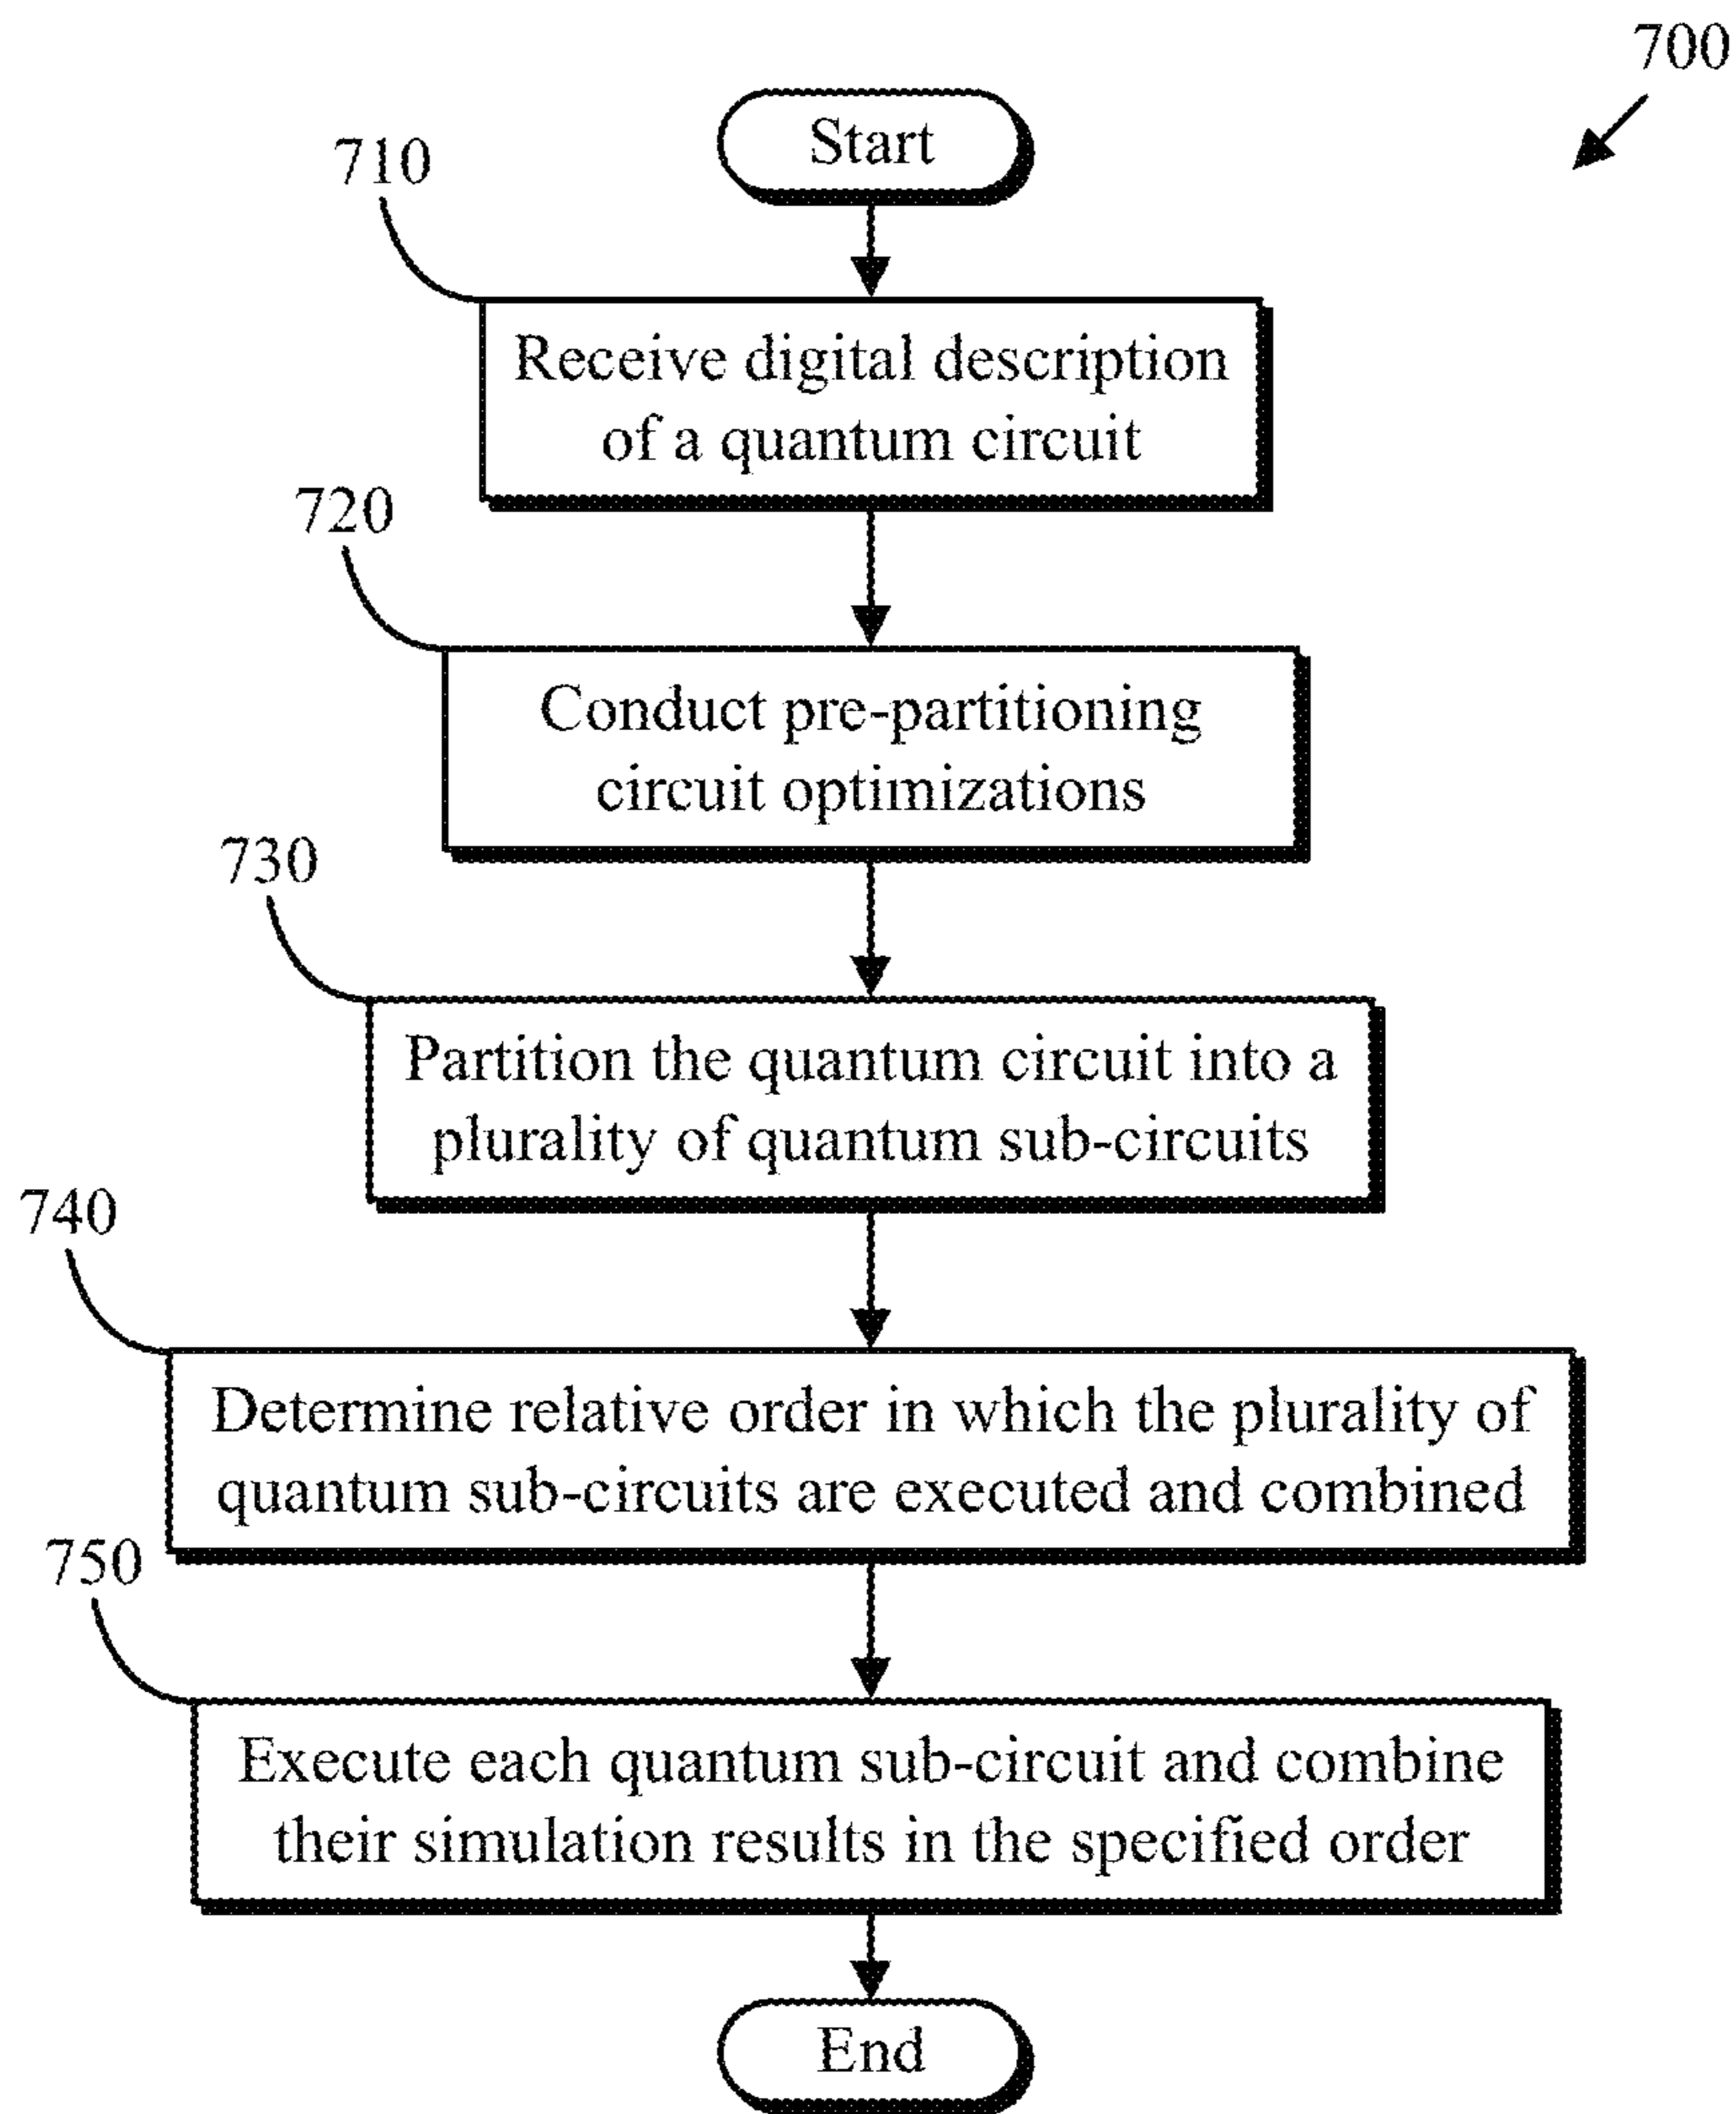 700
Start
710
Receive digital description
of a quantum circuit
720
Conduct pre-partitioning
circuit optimizations
730
Partition the quantum circuit into a
plurality of quantum sub-circuits
740
Determine relative order in which the plurality of
quantum sub-circuits are executed and combined
750
Execute each quantum sub-circuit and combine
their simulation results in the specified order
End